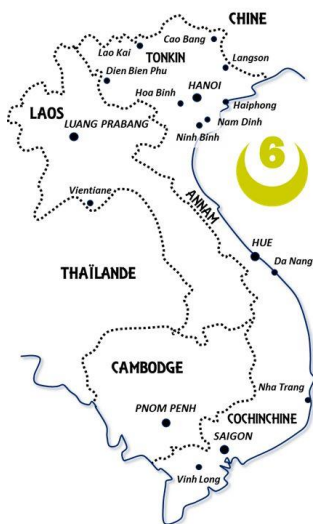 CHINE
Cao Bang
Lao Kai
TONKIN
Langson
Dien Bien Phu
Hoa Binh
HANOI
Haiphong
LAOS
Nam Dinh
LUANG PRABANG
Ninh Binh
6
Vientiane
ANNAM
HUE
Da Nang
THAÏLANDE
CAMBODGE
Nha Trang
PNOM PENH
COCHINCHINE
SAIGON
Vinh Long